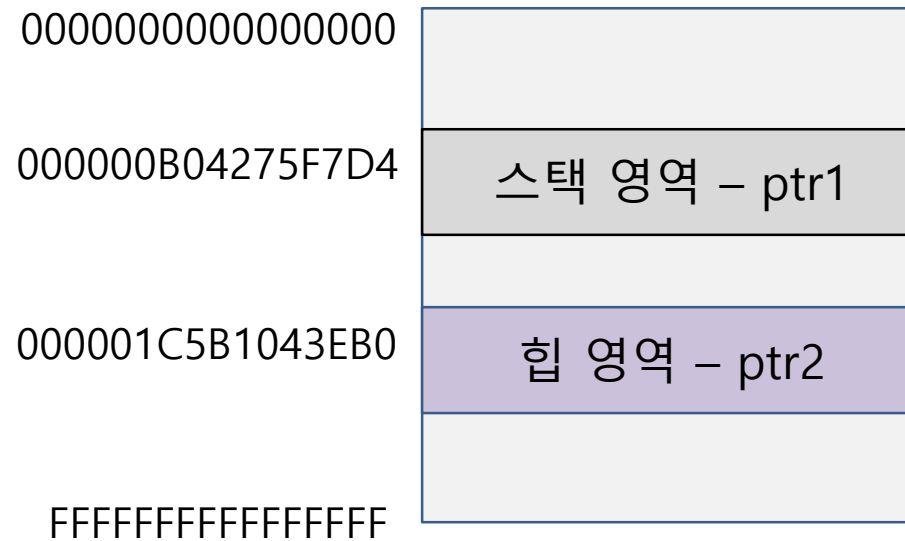 0000000000000000
000000B04275F7D4
스택 영역 – ptr1
000001C5B1043EB0
힙 영역 – ptr2
FFFFFFFFFFFFFFFF